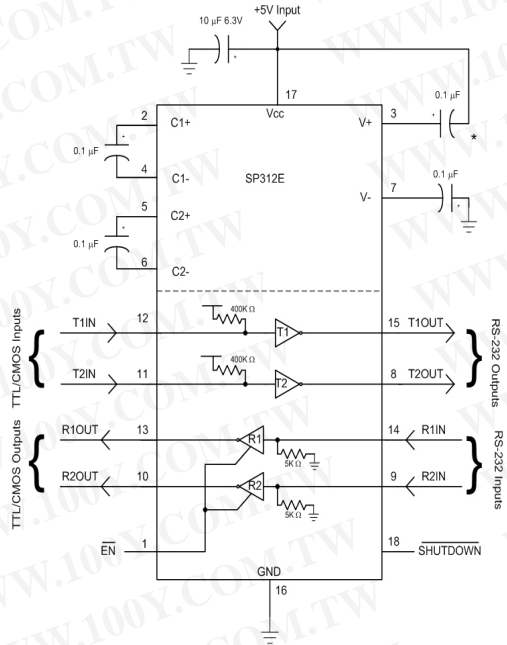 +5V Input
10 µF 6.3V
17
Vcc
0.1 µF
2
C1+
V+
3
*
0.1 µF
4
C1-
SP312E
0.1 µF
7
V-
5
C2+
0.1 µF
6
C2-
TTL/CMOS Inputs
T1IN
12
400K Ω
T1
15
T1OUT
RS-232 Outputs
T2IN
11
400K Ω
T2
8
T2OUT
TTL/CMOS Outputs
R1OUT
13
R1
14
R1IN
5K Ω
RS-232 Inputs
R2OUT
10
R2
9
R2IN
5K Ω
EN
1
18
SHUTDOWN
GND
16
WWW.100Y.COM.TW